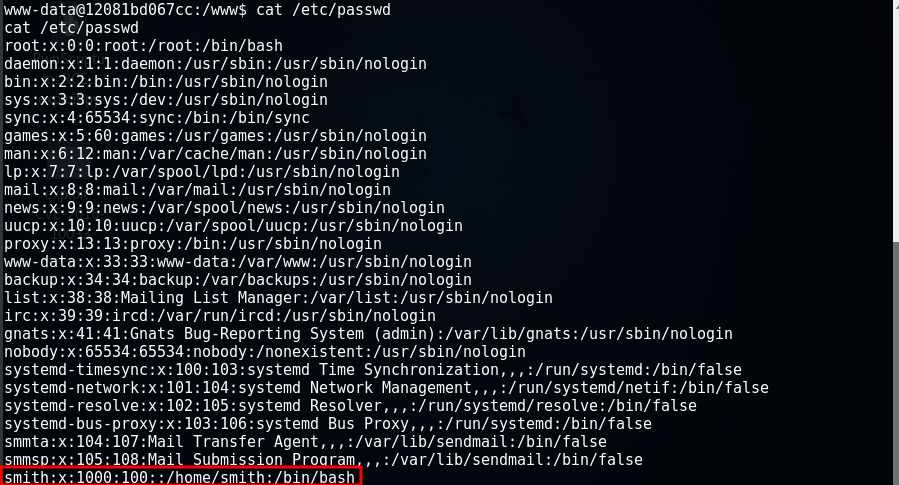 www-data@12081bd067cc:/www$ cat /etc/passwd
cat /etc/passwd
root:x:0:0:root:/root:/bin/bash
daemon:x:1:1:daemon:/usr/sbin:/usr/sbin/nologin
bin:x:2:2:bin:/bin:/usr/sbin/nologin
sys:x:3:3:sys:/dev:/usr/sbin/nologin
sync:x:4:65534:sync:/bin:/bin/sync
games:x:5:60:games:/usr/games:/usr/sbin/nologin
man:x:6:12:man:/var/cache/man:/usr/sbin/nologin
lp:x:7:7:lp:/var/spool/lpd:/usr/sbin/nologin
mail:x:8:8:mail:/var/mail:/usr/sbin/nologin
news:x:9:9:news:/var/spool/news:/usr/sbin/nologin
uucp:x:10:10:uucp:/var/spool/uucp:/usr/sbin/nologin
proxy:x:13:13:proxy:/bin:/usr/sbin/nologin
www-data:x:33:33:www-data:/var/www:/usr/sbin/nologin
backup:x:34:34:backup:/var/backups:/usr/sbin/nologin
list:x:38:38:Mailing List Manager:/var/list:/usr/sbin/nologin
irc:x:39:39:ircd:/var/run/ircd:/usr/sbin/nologin
gnats:x:41:41:Gnats Bug-Reporting System (admin):/var/lib/gnats:/usr/sbin/nologin
nobody:x:65534:65534:nobody:/nonexistent:/usr/sbin/nologin
systemd-timesync:x:100:103:systemd Time Synchronization,,,:/run/systemd:/bin/false
systemd-network:x:101:104:systemd Network Management,,,:/run/systemd/netif:/bin/false
systemd-resolve:x:102:105:systemd Resolver,,,:/run/systemd/resolve:/bin/false
systemd-bus-proxy:x:103:106:systemd Bus Proxy,,,:/run/systemd:/bin/false
smmta:x:104:107:Mail Transfer Agent,,,:/var/lib/sendmail:/bin/false
smmsp:x:105:108:Mail Submission Program,,,:/var/lib/sendmail:/bin/false
smith:x:1000:100::/home/smith:/bin/bash